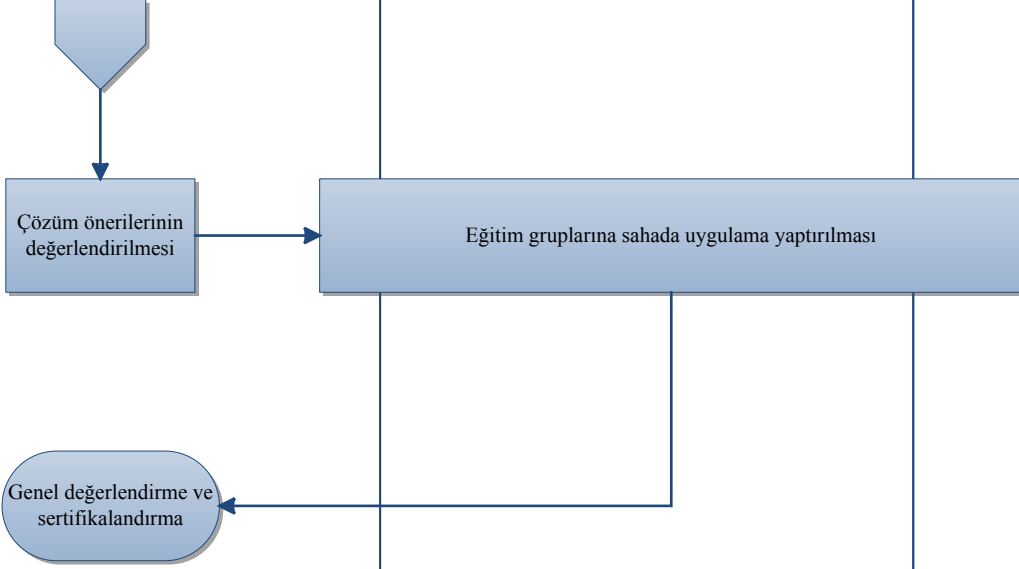 Çözüm önerilerinin
değerlendirilmesi
Eğitim gruplarına sahada uygulama yaptırılması
Genel değerlendirme ve
sertifikalandırma